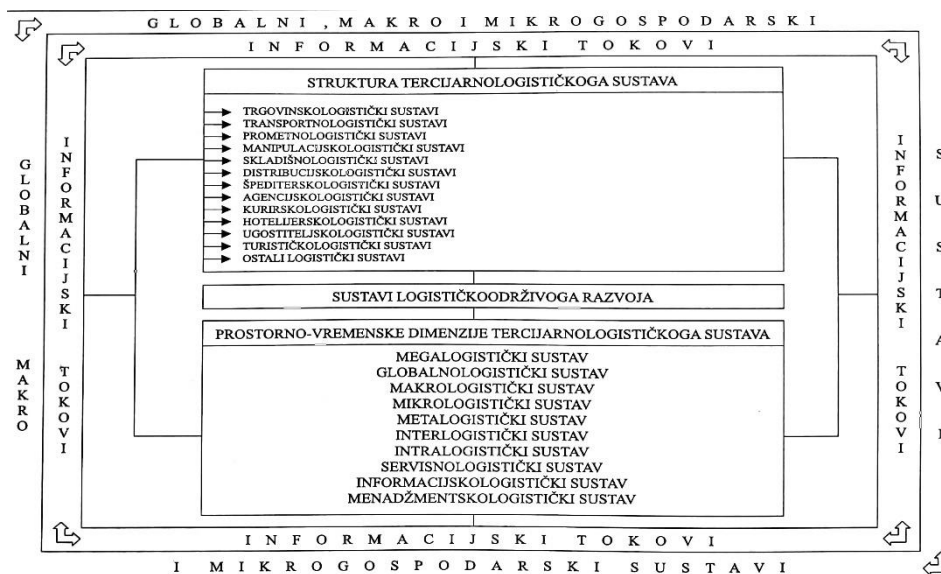 GLOBALNI, MAKRO I MIKROGOSPODARSKI
INFORMACIJSKI TOKOVI
STRUKTURA TERCIJARNOLOGISTIČKOGA SUSTAVA
TRGOVINSKOLOGISTIČKI SUSTAVI
TRANSPORTNOLOGISTIČKI SUSTAVI
PROMETNOLOGISTIČKI SUSTAVI
MANIPULACIJSKOLOGISTIČKI SUSTAVI
SKLADIŠNOLOGISTIČKI SUSTAVI
DISTRIBUCIJSKOLOGISTIČKI SUSTAVI
ŠPEDITERSKOLOGISTIČKI SUSTAVI
AGENCIJSKOLOGISTIČKI SUSTAVI
KURIRSKOLOGISTIČKI SUSTAVI
HOTELIJERSKOLOGISTIČKI SUSTAVI
UGOSTITELJSKOLOGISTIČKI SUSTAVI
TURISTIČKOLOGISTIČKI SUSTAVI
OSTALI LOGISTIČKI SUSTAVI
SUSTAVI LOGISTIČKOODRŽIVOGA RAZVOJA
PROSTORNO-VREMENSKE DIMENZIJE TERCIJARNOLOGISTIČKOGA SUSTAVA
MEGALOGISTIČKI SUSTAV
GLOBALNOLOGISTIČKI SUSTAV
MAKROLOGISTIČKI SUSTAV
MIKROLOGISTIČKI SUSTAV
METALOGISTIČKI SUSTAV
INTERLOGISTIČKI SUSTAV
INTRALOGISTIČKI SUSTAV
SERVISNOLOGISTIČKI SUSTAV
INFORMACIJSKOLOGISTIČKI SUSTAV
MENADŽMENTSKOLOGISTIČKI SUSTAV
GLOBALNI MAKRO
INFORMACIJSKI TOKOVI
INFORMACIJSKI TOKOVI
SUSTAVI
INFORMACIJSKI TOKOVI
I MIKROGOSPODARSKI SUSTAVI